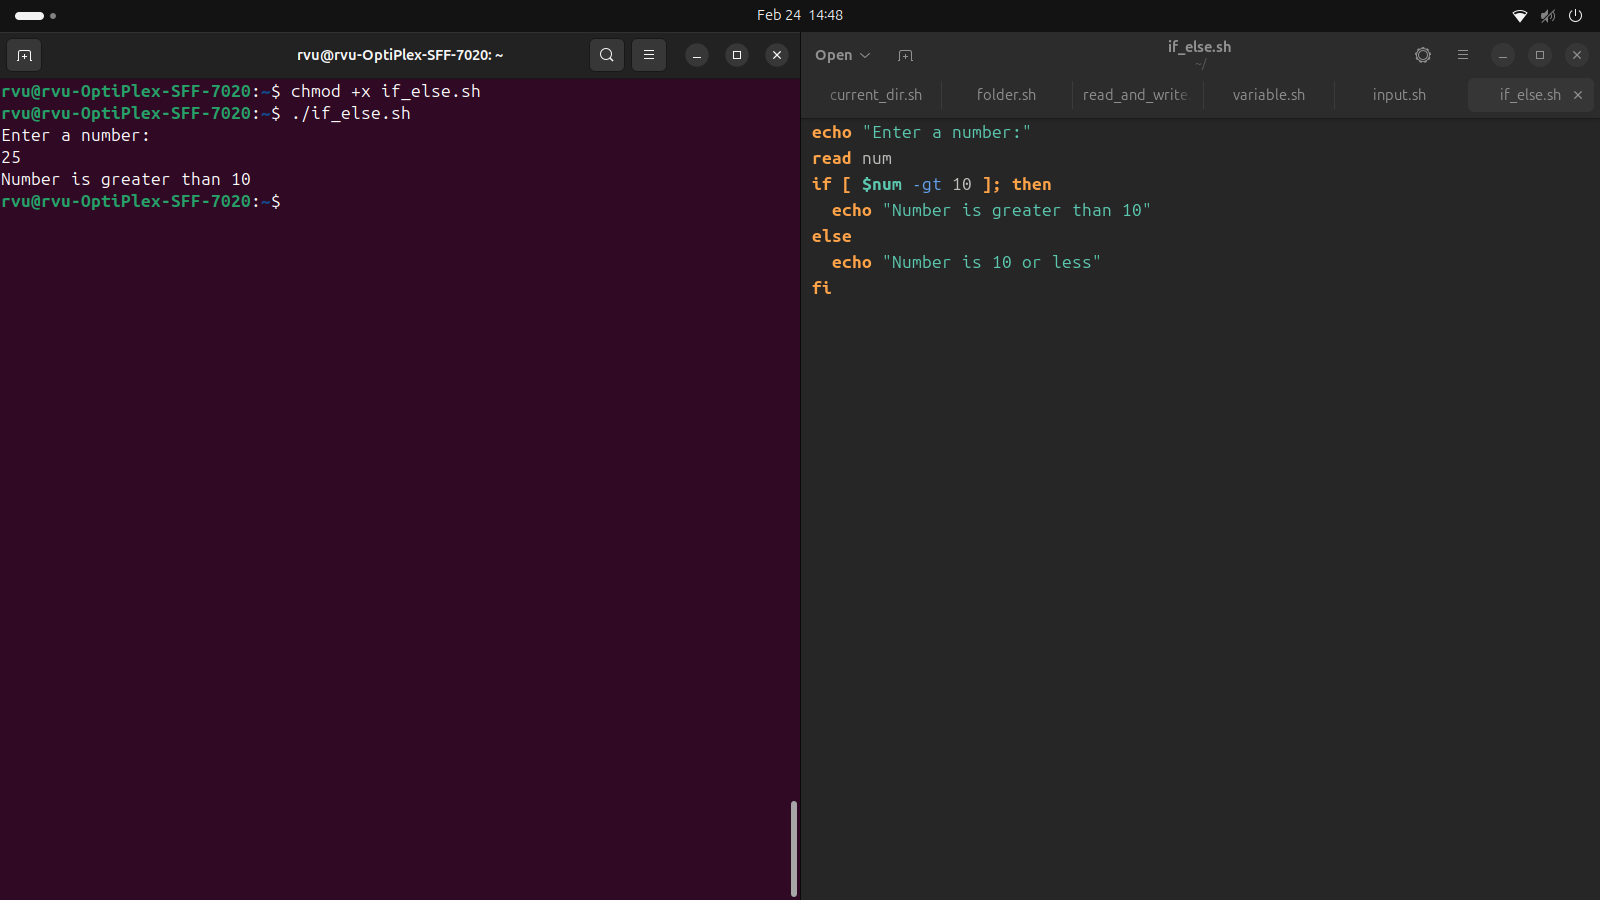 Feb 24 14:48
rvu@rvu-OptiPlex-SFF-7020: ~
rvu@rvu-OptiPlex-SFF-7020:~$ chmod +x if_else.sh
rvu@rvu-OptiPlex-SFF-7020:~$ ./if_else.sh
Enter a number:
25
Number is greater than 10
rvu@rvu-OptiPlex-SFF-7020:~$
Open
if_else.sh
~/
current_dir.sh folder.sh read_and_write. variable.sh input.sh if_else.sh
echo "Enter a number:"
read num
if [ $num -gt 10 ]; then
  echo "Number is greater than 10"
else
  echo "Number is 10 or less"
fi